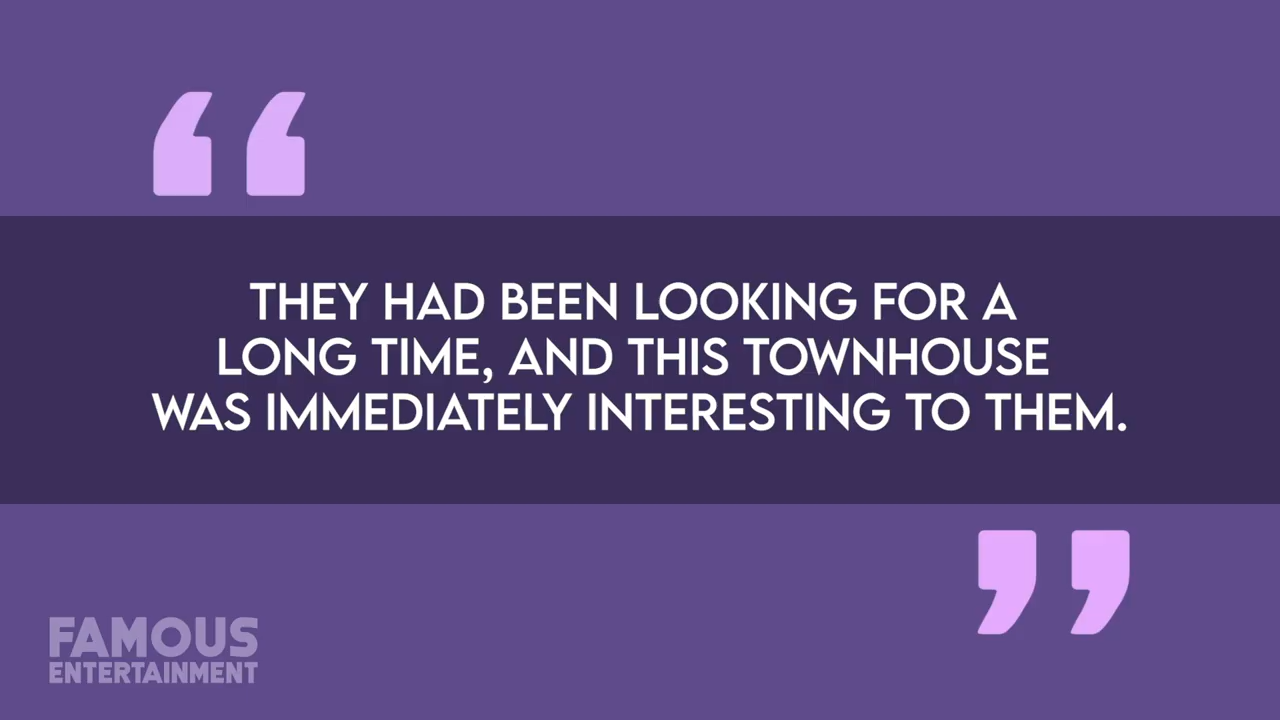 “
THEY HAD BEEN LOOKING FOR A
LONG TIME, AND THIS TOWNHOUSE
WAS IMMEDIATELY INTERESTING TO THEM.
”
FAMOUS
ENTERTAINMENT